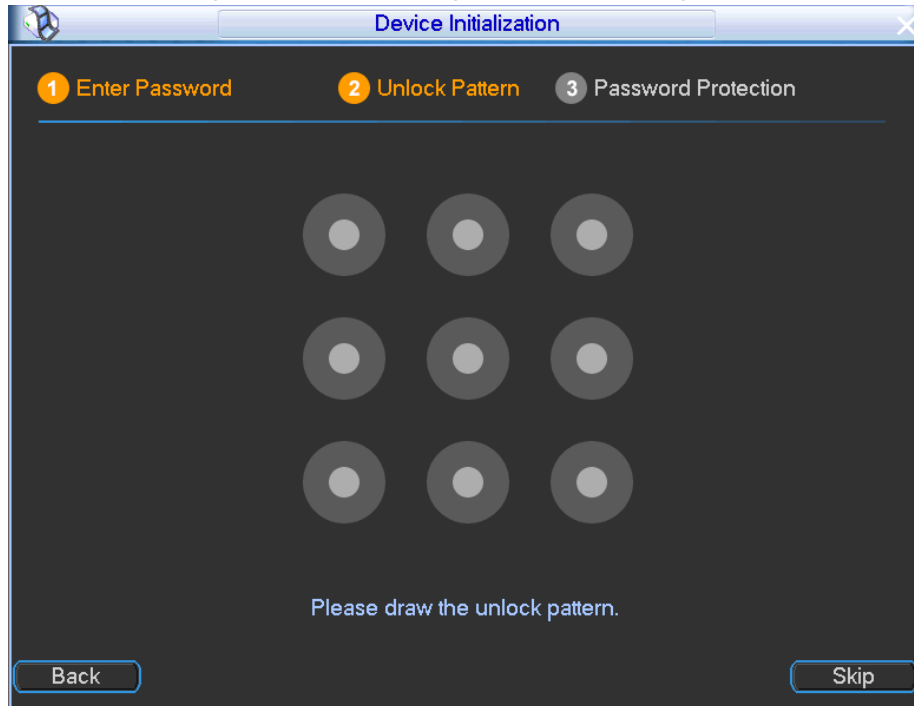 Device Initialization
1 Enter Password 2 Unlock Pattern 3 Password Protection
Please draw the unlock pattern.
Back Skip